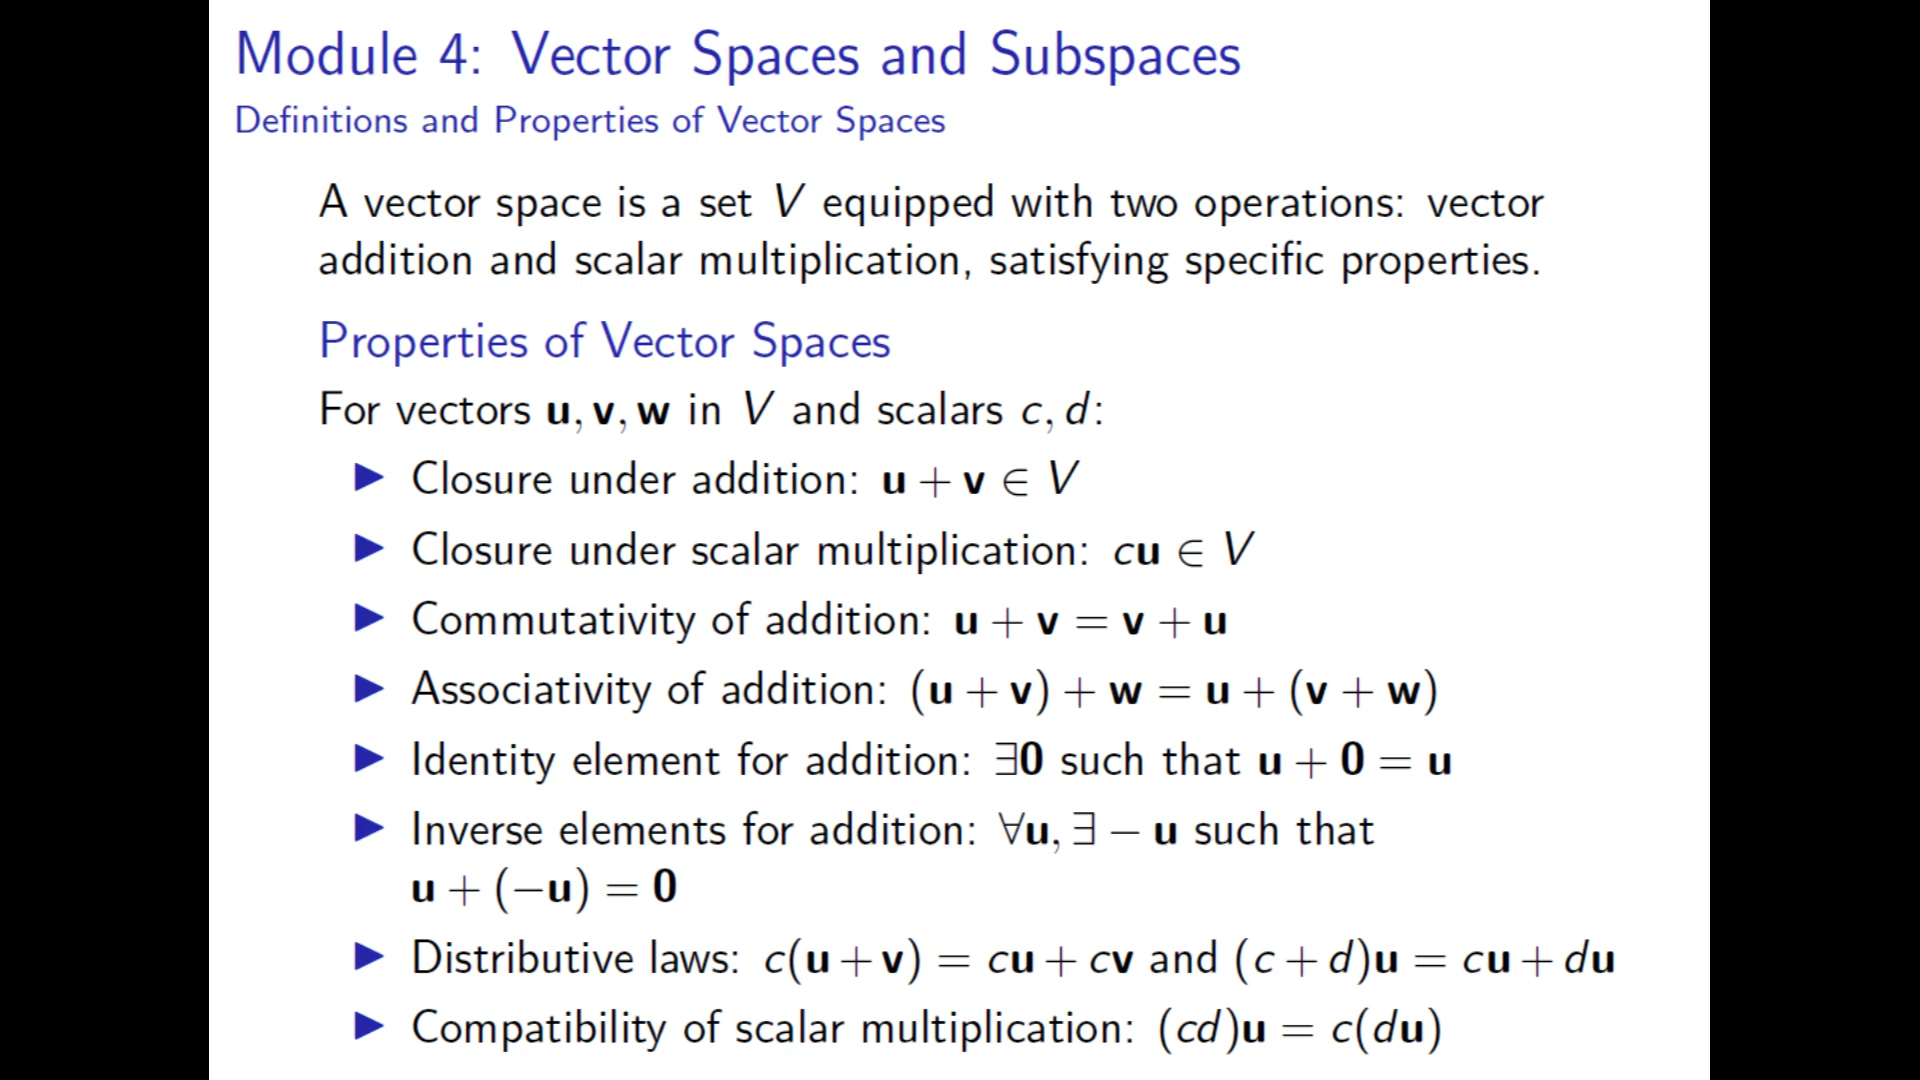 Module 4: Vector Spaces and Subspaces
Definitions and Properties of Vector Spaces
A vector space is a set V equipped with two operations: vector
addition and scalar multiplication, satisfying specific properties.
Properties of Vector Spaces
For vectors u, v, w in V and scalars c, d:
▶ Closure under addition: u + v ∈ V
▶ Closure under scalar multiplication: cu ∈ V
▶ Commutativity of addition: u + v = v + u
▶ Associativity of addition: (u + v) + w = u + (v + w)
▶ Identity element for addition: ∃0 such that u + 0 = u
▶ Inverse elements for addition: ∀u, ∃ − u such that
u + (−u) = 0
▶ Distributive laws: c(u + v) = cu + cv and (c + d)u = cu + du
▶ Compatibility of scalar multiplication: (cd)u = c(du)